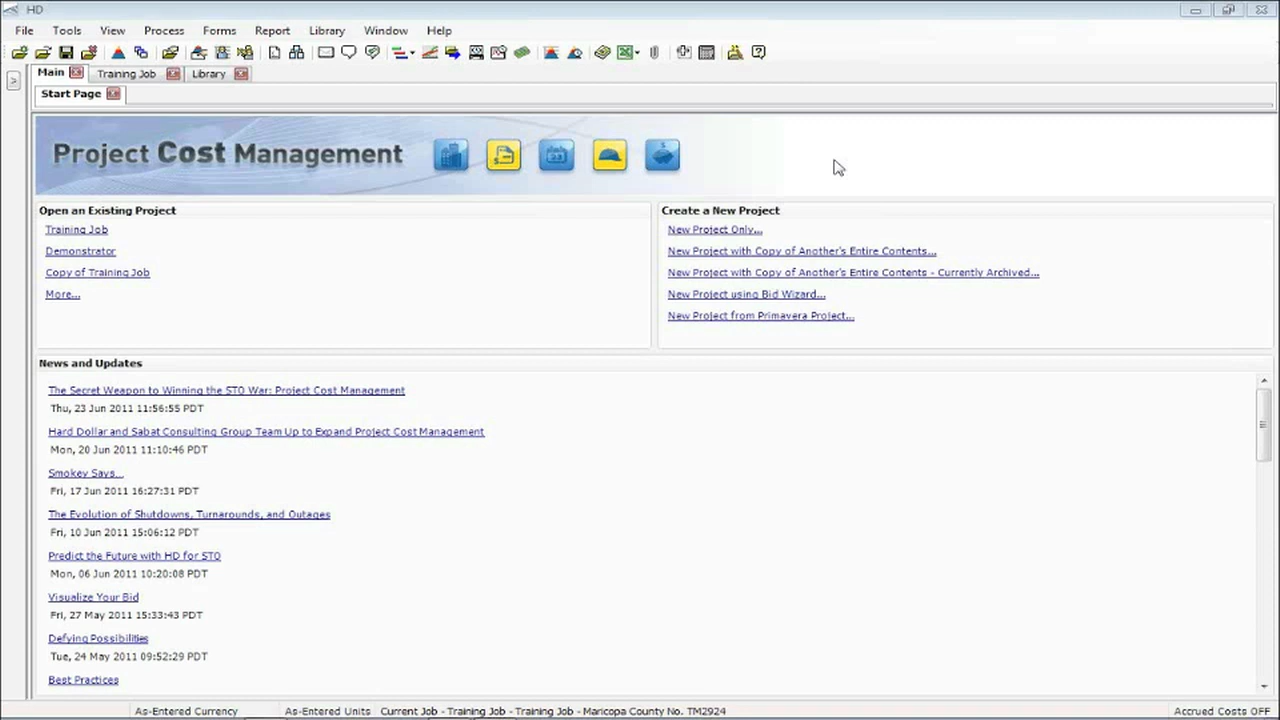 HD
File Tools View Process Forms Report Library Window Help
Main Training Job Library
Start Page
Project Cost Management
Open an Existing Project
Training Job
Demonstrator
Copy of Training Job
More...
Create a New Project
New Project Only...
New Project with Copy of Another's Entire Contents...
New Project with Copy of Another's Entire Contents - Currently Archived...
New Project using Bid Wizard...
New Project from Primavera Project...
News and Updates
The Secret Weapon to Winning the STO War: Project Cost Management
Thu, 23 Jun 2011 11:56:55 PDT
Hard Dollar and Sabat Consulting Group Team Up to Expand Project Cost Management
Mon, 20 Jun 2011 11:10:46 PDT
Smokey Says...
Fri, 17 Jun 2011 16:27:31 PDT
The Evolution of Shutdowns, Turnarounds, and Outages
Fri, 10 Jun 2011 15:06:12 PDT
Predict the Future with HD for STO
Mon, 06 Jun 2011 10:20:08 PDT
Visualize Your Bid
Fri, 27 May 2011 15:33:43 PDT
Defying Possibilities
Tue, 24 May 2011 09:52:29 PDT
Best Practices
As-Entered Currency As-Entered Units Current Job - Training Job - Training Job - Maricopa County No. TM2924 Accrued Costs OFF